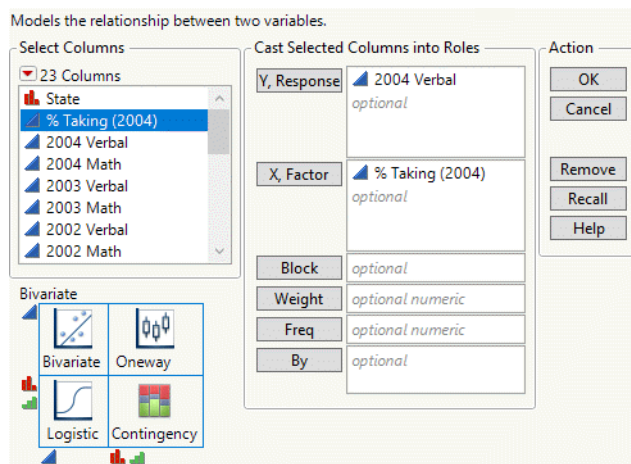 Models the relationship between two variables.
Select Columns
23 Columns
State
% Taking (2004)
2004 Verbal
2004 Math
2003 Verbal
2003 Math
2002 Verbal
2002 Math
Bivariate
Bivariate
Oneway
Logistic
Contingency
Cast Selected Columns into Roles
Y, Response
2004 Verbal
optional
X, Factor
% Taking (2004)
optional
Block
optional
Weight
optional numeric
Freq
optional numeric
By
optional
Action
OK
Cancel
Remove
Recall
Help